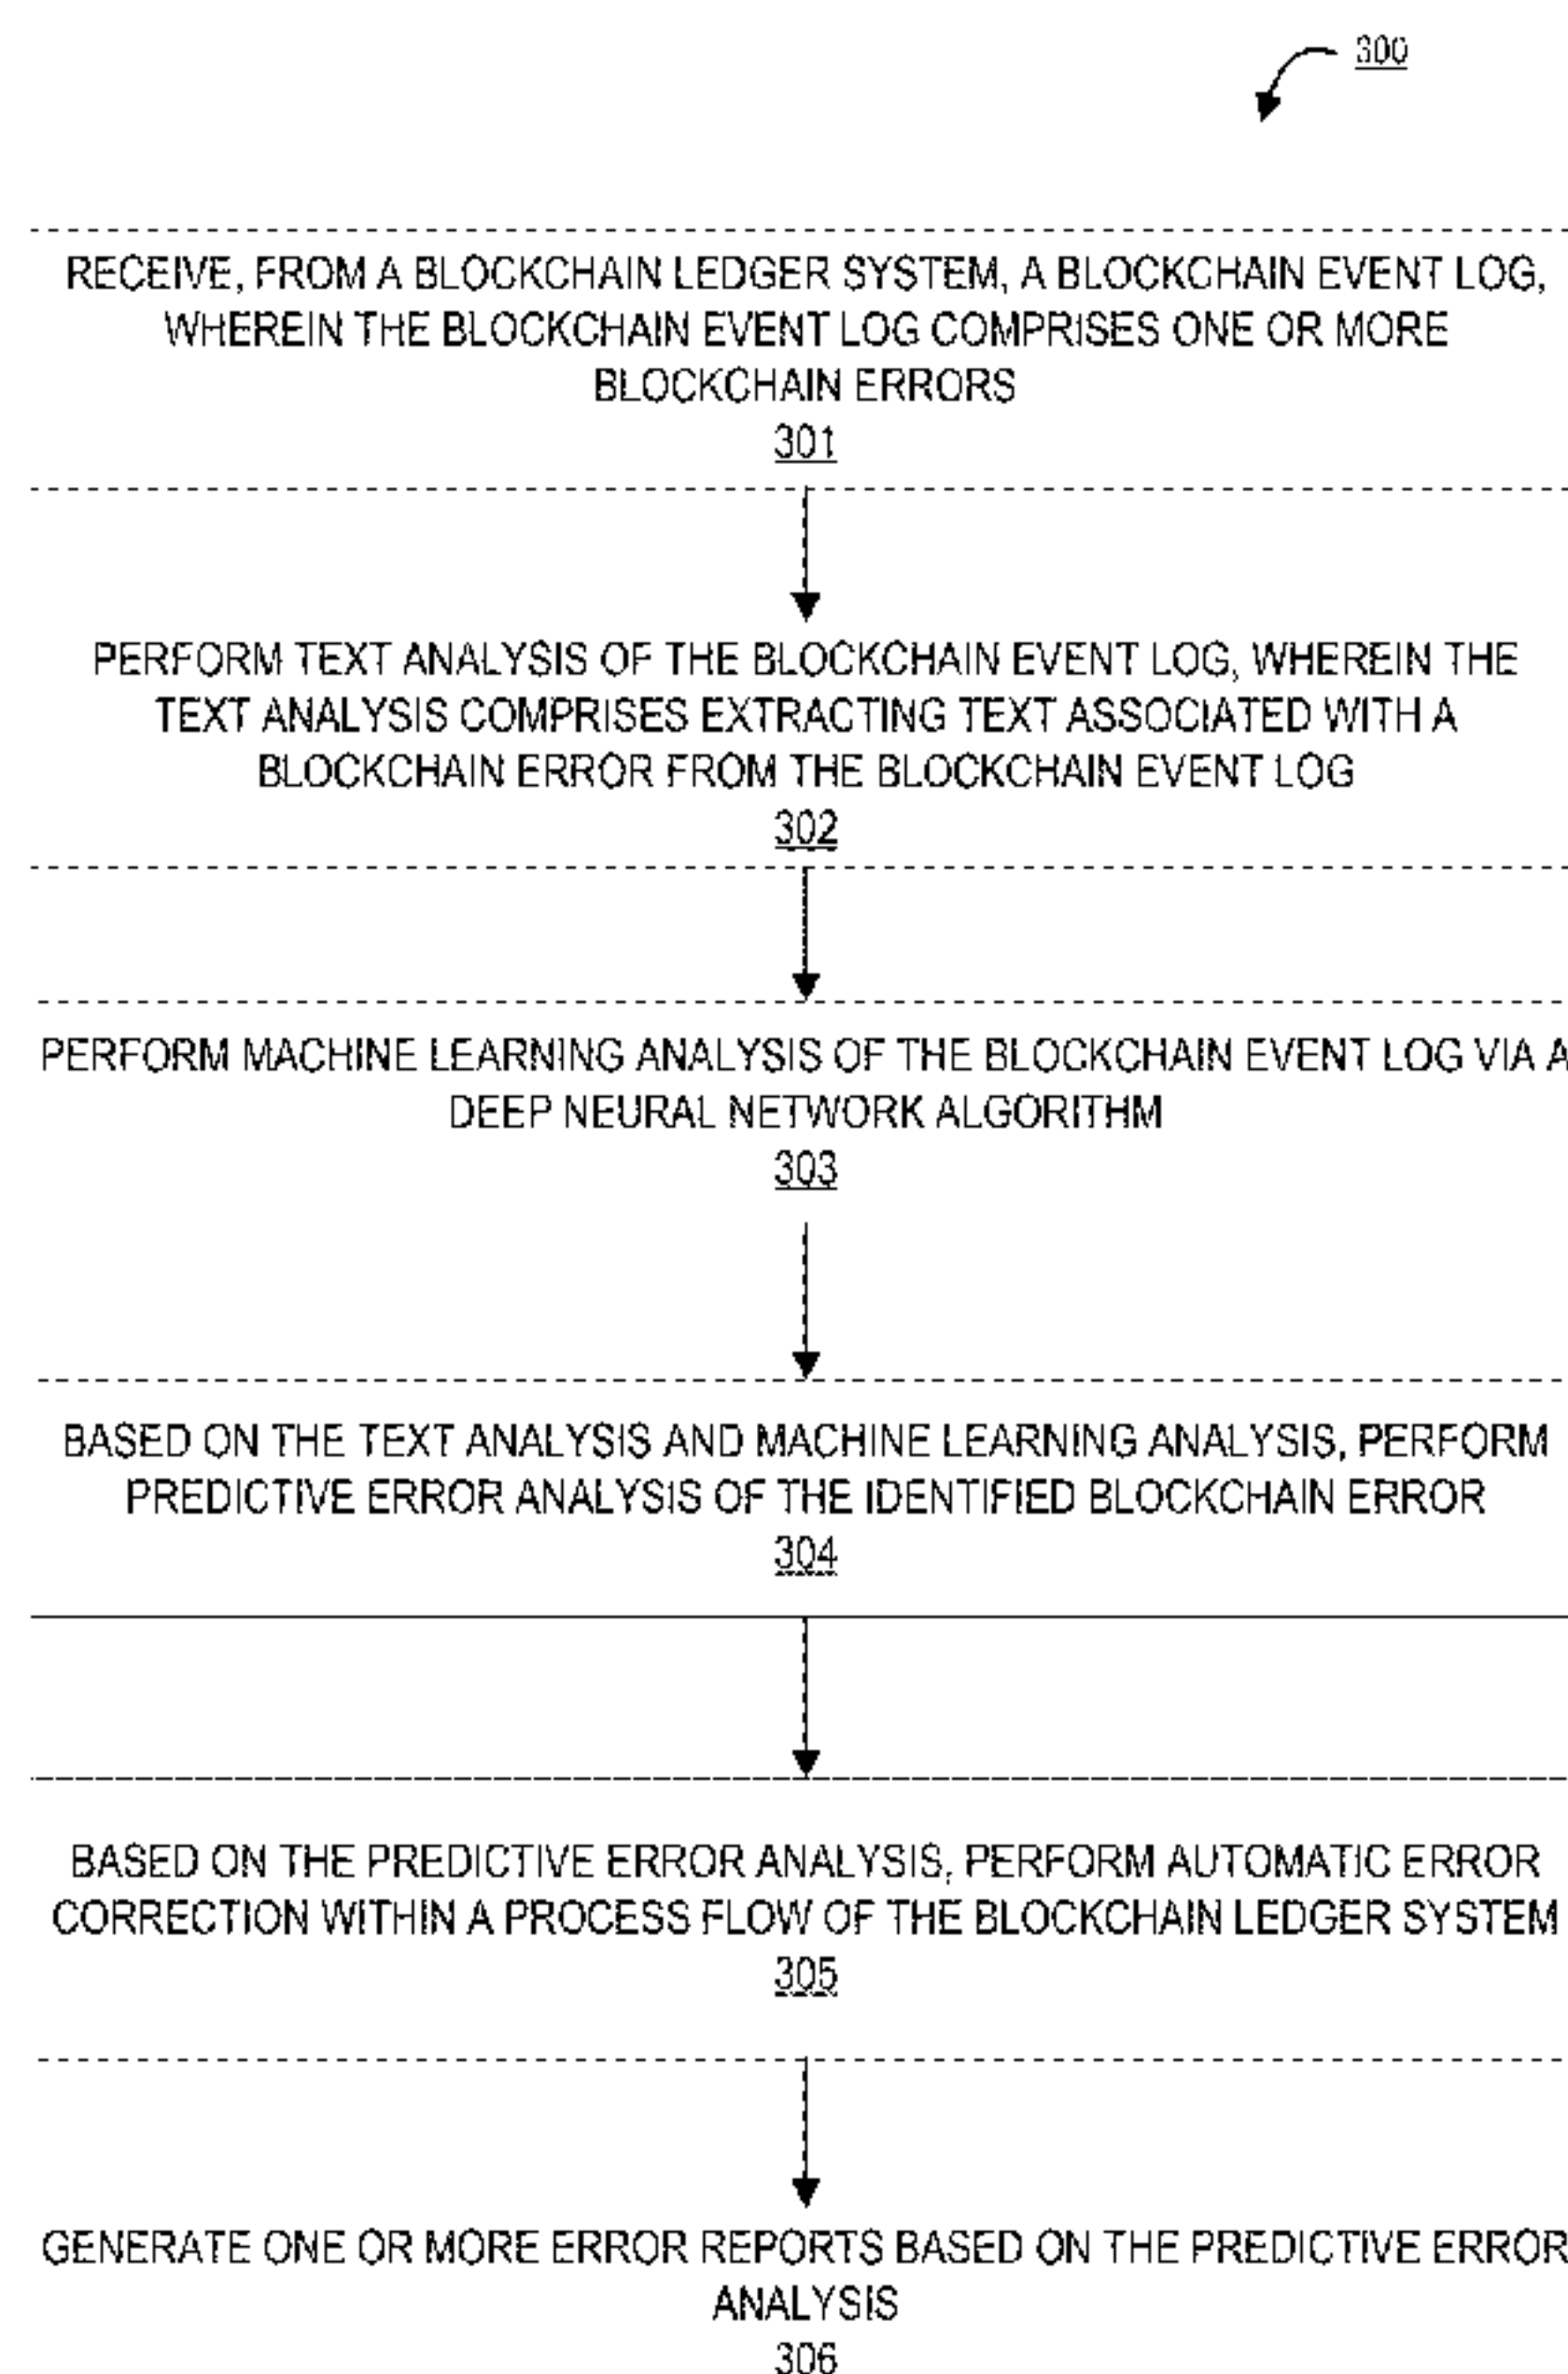 300
RECEIVE, FROM A BLOCKCHAIN LEDGER SYSTEM, A BLOCKCHAIN EVENT LOG,
WHEREIN THE BLOCKCHAIN EVENT LOG COMPRISES ONE OR MORE
BLOCKCHAIN ERRORS
301
PERFORM TEXT ANALYSIS OF THE BLOCKCHAIN EVENT LOG, WHEREIN THE
TEXT ANALYSIS COMPRISES EXTRACTING TEXT ASSOCIATED WITH A
BLOCKCHAIN ERROR FROM THE BLOCKCHAIN EVENT LOG
302
PERFORM MACHINE LEARNING ANALYSIS OF THE BLOCKCHAIN EVENT LOG VIA A
DEEP NEURAL NETWORK ALGORITHM
303
BASED ON THE TEXT ANALYSIS AND MACHINE LEARNING ANALYSIS, PERFORM
PREDICTIVE ERROR ANALYSIS OF THE IDENTIFIED BLOCKCHAIN ERROR
304
BASED ON THE PREDICTIVE ERROR ANALYSIS, PERFORM AUTOMATIC ERROR
CORRECTION WITHIN A PROCESS FLOW OF THE BLOCKCHAIN LEDGER SYSTEM
305
GENERATE ONE OR MORE ERROR REPORTS BASED ON THE PREDICTIVE ERROR
ANALYSIS
306